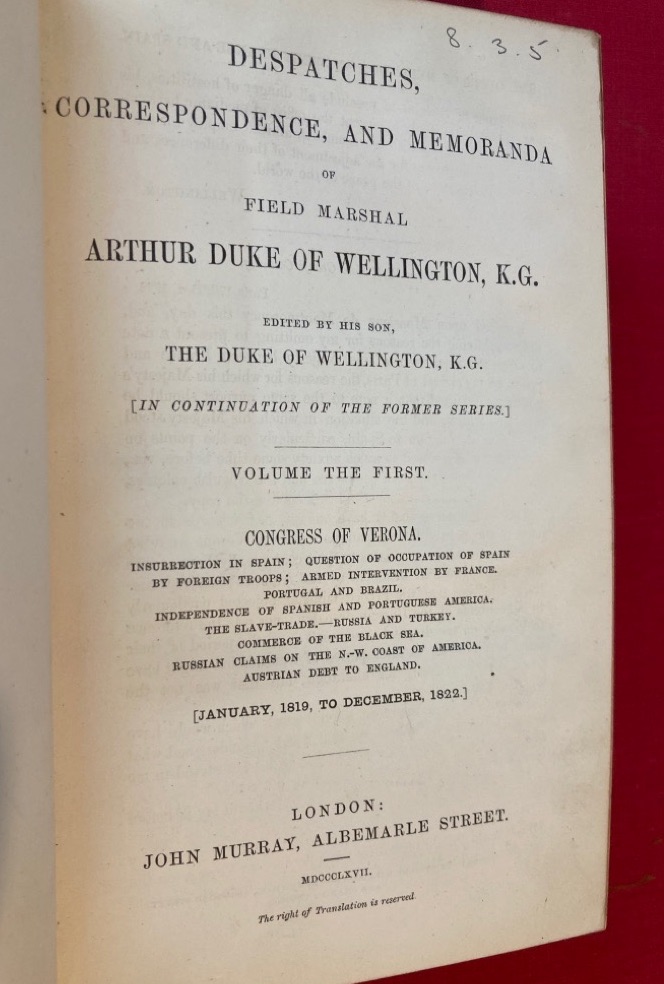 8. 3. 5.
DESPATCHES,
CORRESPONDENCE, AND MEMORANDA
OF
FIELD MARSHAL
ARTHUR DUKE OF WELLINGTON, K.G.
EDITED BY HIS SON,
THE DUKE OF WELLINGTON, K.G.
[IN CONTINUATION OF THE FORMER SERIES.]
VOLUME THE FIRST.
CONGRESS OF VERONA.
INSURRECTION IN SPAIN; QUESTION OF OCCUPATION OF SPAIN
BY FOREIGN TROOPS; ARMED INTERVENTION BY FRANCE.
PORTUGAL AND BRAZIL.
INDEPENDENCE OF SPANISH AND PORTUGUESE AMERICA.
THE SLAVE-TRADE.—RUSSIA AND TURKEY.
COMMERCE OF THE BLACK SEA.
RUSSIAN CLAIMS ON THE N.-W. COAST OF AMERICA.
AUSTRIAN DEBT TO ENGLAND.
[JANUARY, 1819, TO DECEMBER, 1822.]
LONDON:
JOHN MURRAY, ALBEMARLE STREET.
MDCCCLXVII.
The right of Translation is reserved.